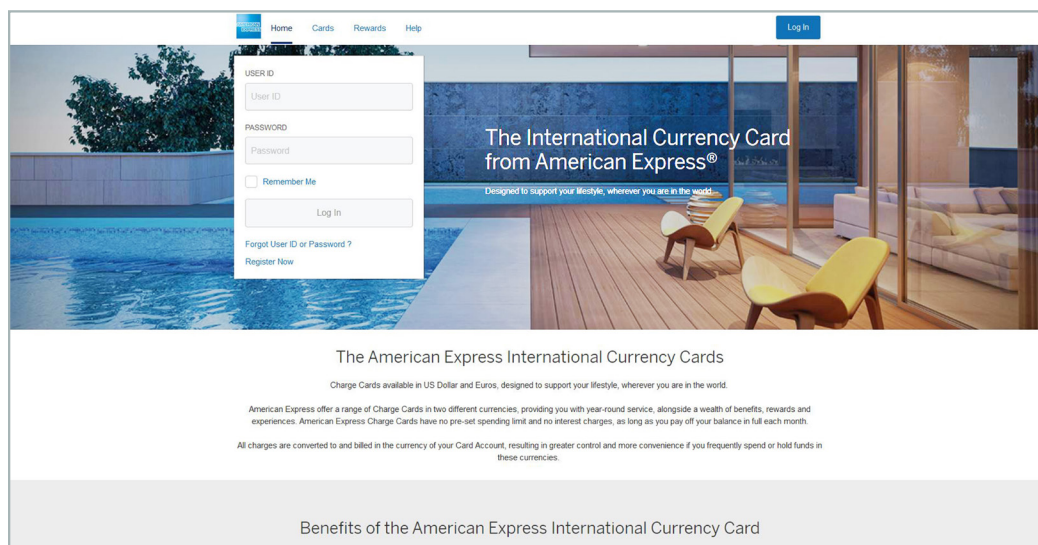 AMERICAN EXPRESS
Home Cards Rewards Help
Log In
USER ID
User ID
PASSWORD
Password
Remember Me
Log In
Forgot User ID or Password ?
Register Now
The International Currency Card
from American Express®
Designed to support your lifestyle, wherever you are in the world.
The American Express International Currency Cards
Charge Cards available in US Dollar and Euros, designed to support your lifestyle, wherever you are in the world.
American Express offer a range of Charge Cards in two different currencies, providing you with year-round service, alongside a wealth of benefits, rewards and
experiences. American Express Charge Cards have no pre-set spending limit and no interest charges, as long as you pay off your balance in full each month.
All charges are converted to and billed in the currency of your Card Account, resulting in greater control and more convenience if you frequently spend or hold funds in
these currencies.
Benefits of the American Express International Currency Card